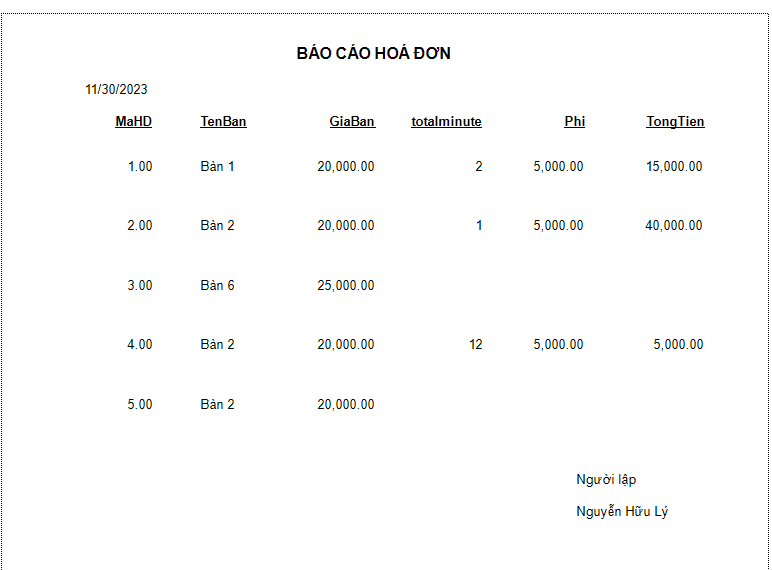 BÁO CÁO HOÁ ĐƠN
11/30/2023
MaHD TenBan GiaBan totalminute Phi TongTien
1.00 Bàn 1 20,000.00 2 5,000.00 15,000.00
2.00 Bàn 2 20,000.00 1 5,000.00 40,000.00
3.00 Bàn 6 25,000.00
4.00 Bàn 2 20,000.00 12 5,000.00 5,000.00
5.00 Bàn 2 20,000.00
Người lập
Nguyễn Hữu Lý